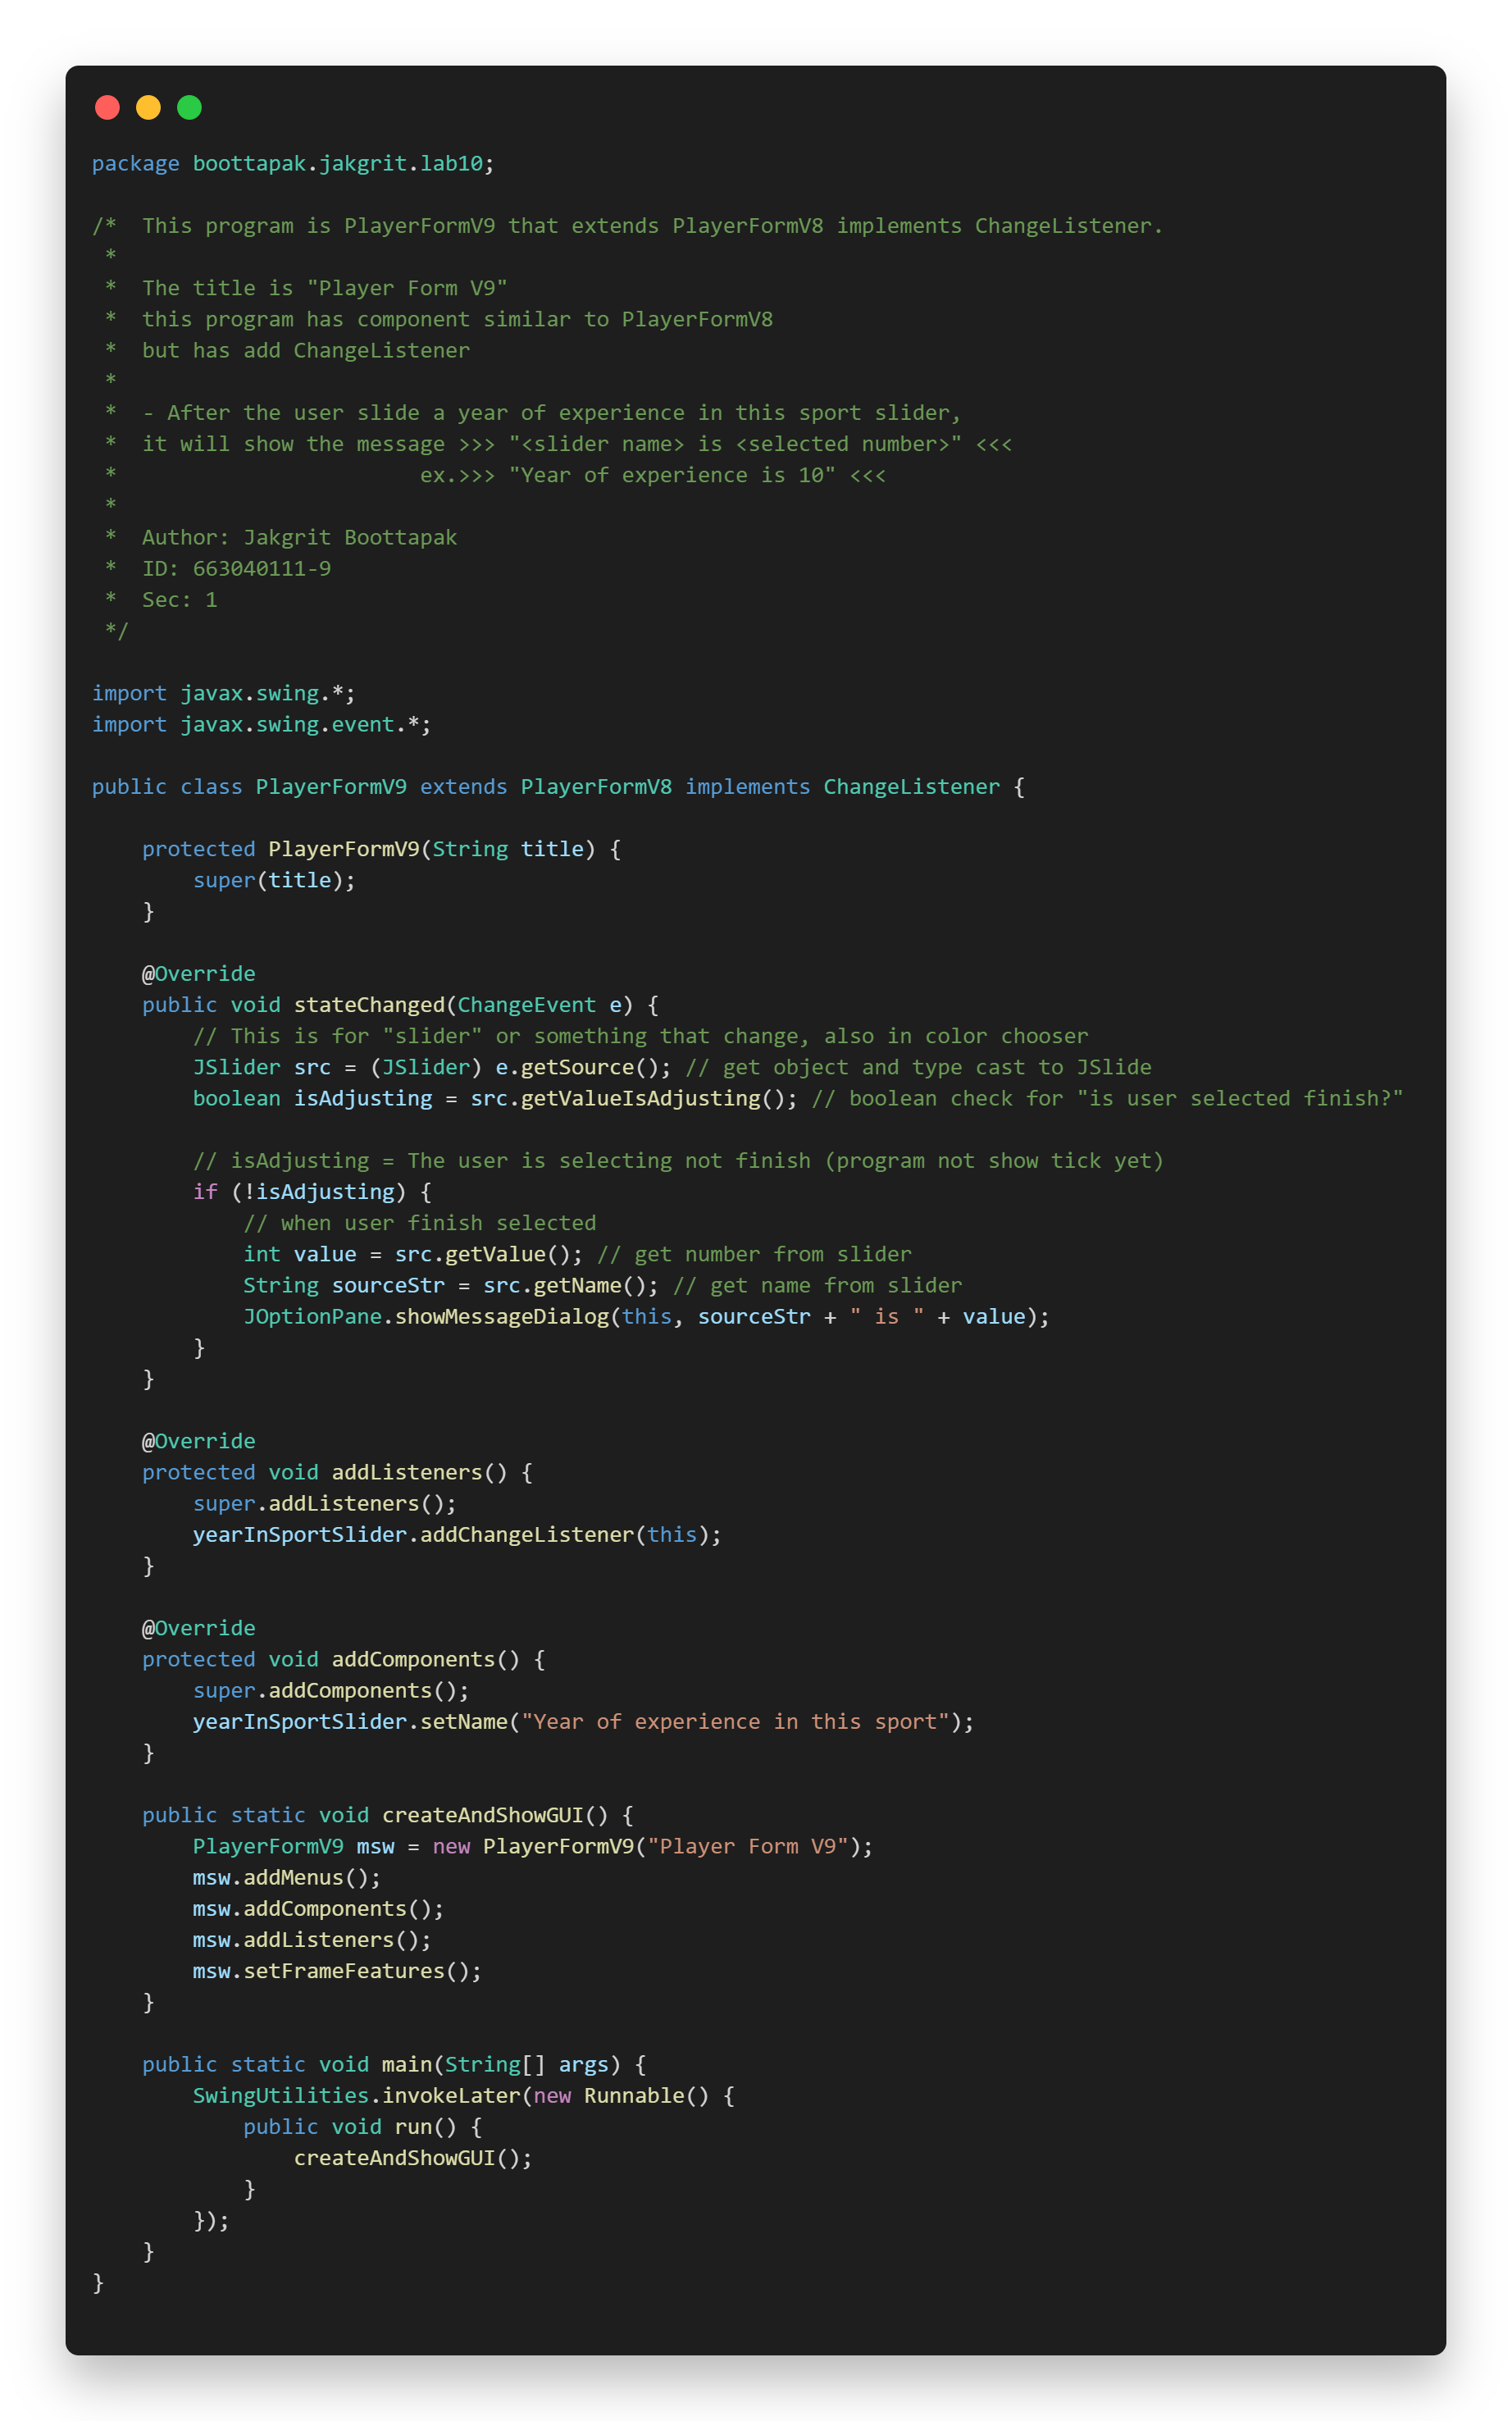 package boottapak.jakgrit.lab10;

/*  This program is PlayerFormV9 that extends PlayerFormV8 implements ChangeListener.
 *
 *  The title is "Player Form V9"
 *  this program has component similar to PlayerFormV8
 *  but has add ChangeListener
 *
 *  - After the user slide a year of experience in this sport slider,
 *  it will show the message >>> "<slider name> is <selected number>" <<<
 *                        ex.>>> "Year of experience is 10" <<<
 *
 *  Author: Jakgrit Boottapak
 *  ID: 663040111-9
 *  Sec: 1
 */

import javax.swing.*;
import javax.swing.event.*;

public class PlayerFormV9 extends PlayerFormV8 implements ChangeListener {

    protected PlayerFormV9(String title) {
        super(title);
    }

    @Override
    public void stateChanged(ChangeEvent e) {
        // This is for "slider" or something that change, also in color chooser
        JSlider src = (JSlider) e.getSource(); // get object and type cast to JSlide
        boolean isAdjusting = src.getValueIsAdjusting(); // boolean check for "is user selected finish?"

        // isAdjusting = The user is selecting not finish (program not show tick yet)
        if (!isAdjusting) {
            // when user finish selected
            int value = src.getValue(); // get number from slider
            String sourceStr = src.getName(); // get name from slider
            JOptionPane.showMessageDialog(this, sourceStr + " is " + value);
        }
    }

    @Override
    protected void addListeners() {
        super.addListeners();
        yearInSportSlider.addChangeListener(this);
    }

    @Override
    protected void addComponents() {
        super.addComponents();
        yearInSportSlider.setName("Year of experience in this sport");
    }

    public static void createAndShowGUI() {
        PlayerFormV9 msw = new PlayerFormV9("Player Form V9");
        msw.addMenus();
        msw.addComponents();
        msw.addListeners();
        msw.setFrameFeatures();
    }

    public static void main(String[] args) {
        SwingUtilities.invokeLater(new Runnable() {
            public void run() {
                createAndShowGUI();
            }
        });
    }
}